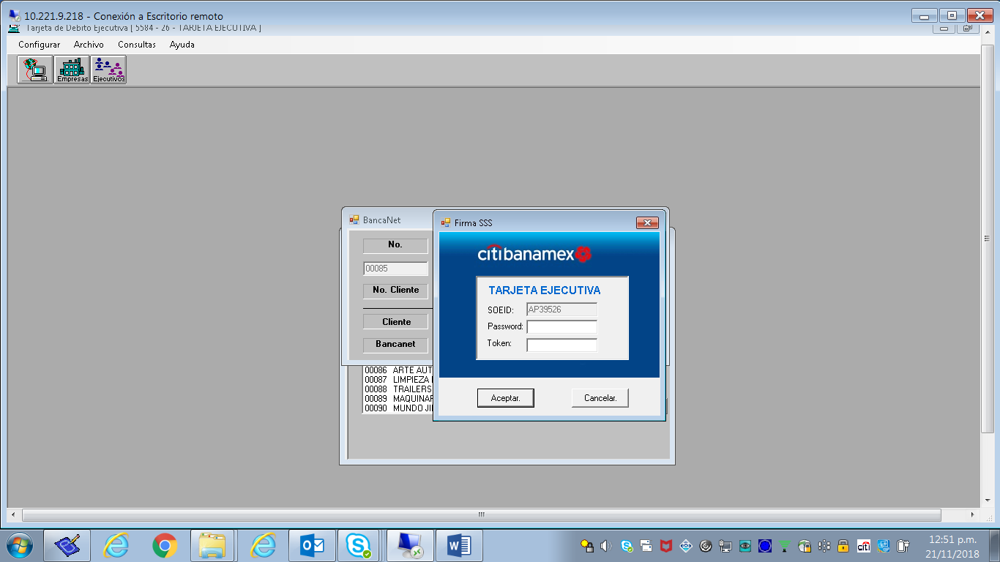 10.221.9.218 - Conexión a Escritorio remoto
Tarjeta de Debito Ejecutiva [ 5584 - 26 - TARJETA EJECUTIVA ]
Configurar Archivo Consultas Ayuda
Empresas Ejecutivos
BancaNet
Firma SSS
No.
citibanamex
00085
No. Cliente
TARJETA EJECUTIVA
SOEID: AP39526
Cliente
Password:
Bancanet
Token:
00086 ARTE AUT
00087 LIMPIEZA
00088 TRAILERS
00089 MAQUINAR
00090 MUNDO JI
Aceptar. Cancelar.
citi
12:51 p.m.
21/11/2018